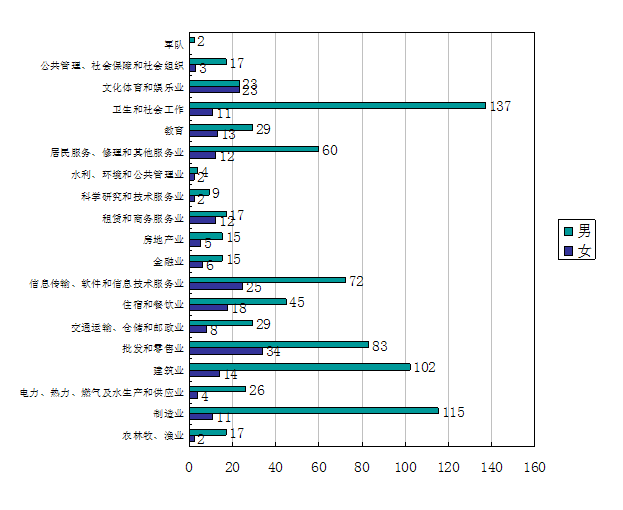 军队 2
公共管理、社会保障和社会组织 17 3
文化体育和娱乐业 23 23
卫生和社会工作 137 11
教育 29 13
居民服务、修理和其他服务业 60 12
水利、环境和公共管理业 4 2
科学研究和技术服务业 9 2
租赁和商务服务业 17 12
房地产业 15 5
金融业 15 6
信息传输、软件和信息技术服务业 72 25
住宿和餐饮业 45 18
交通运输、仓储和邮政业 29 8
批发和零售业 83 34
建筑业 102 14
电力、热力、燃气及水生产和供应业 26 4
制造业 115 11
农林牧、渔业 17 2
0 20 40 60 80 100 120 140 160
男
女